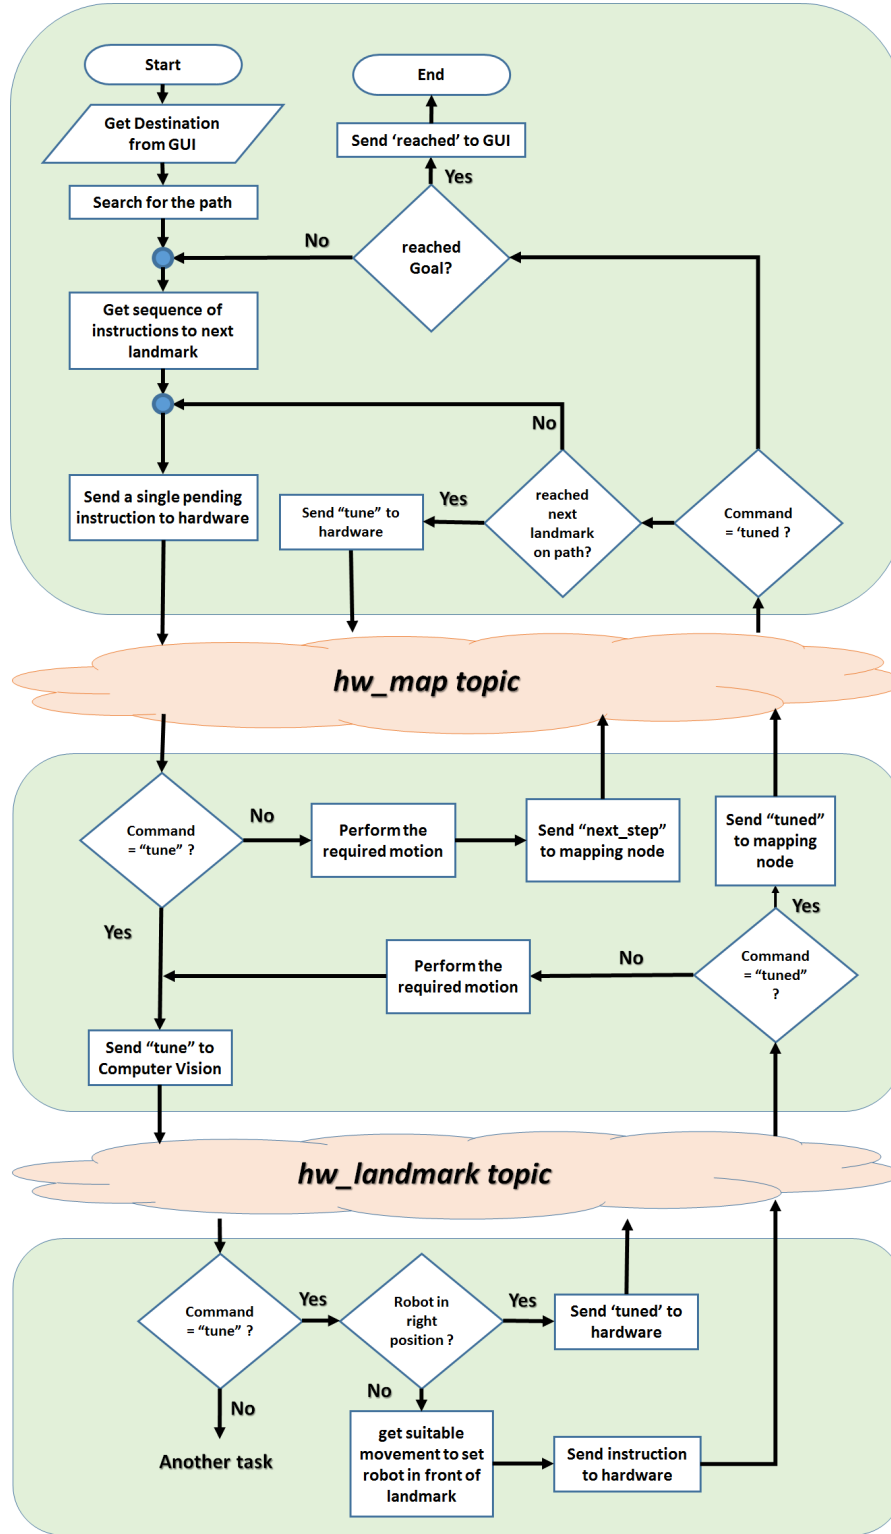 Start
End
Get Destination
from GUI
Send ‘reached’ to GUI
Yes
Search for the path
No
reached
Goal?
Get sequence of
instructions to next
landmark
No
Send a single pending
instruction to hardware
Send “tune” to
hardware
Yes
reached
next
landmark
on path?
Command
= ‘tuned ?
hw_map topic
Command
= “tune” ?
No
Perform the
required motion
Send “next_step”
to mapping node
Send “tuned”
to mapping
node
Yes
Yes
Perform the
required motion
No
Command
= “tuned”
?
Send “tune” to
Computer Vision
hw_landmark topic
Command
= “tune” ?
Yes
Robot in
right
position ?
Yes
Send ‘tuned’ to
hardware
No
No
Another task
get suitable
movement to set
robot in front of
landmark
Send instruction
to hardware